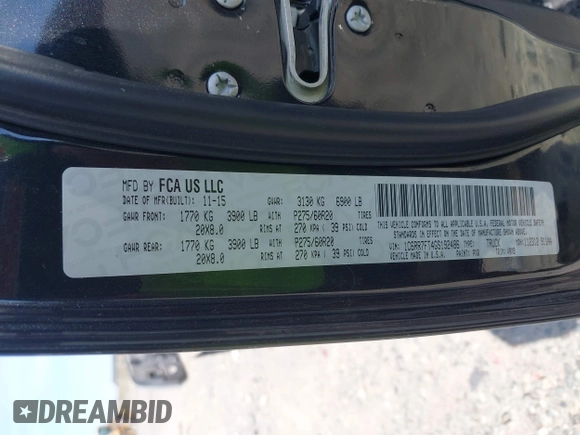 MFD BY FCA US LLC
DATE OF MFR(BUILT): 11-15 GVWR: 3130 KG 6900 LB
GAWR FRONT: 1770 KG 3900 LB WITH P275/60R20
20X8.0 RIMS AT 270 KPA ( 39 PSI) COLD
GAWR REAR: 1770 KG 3900 LB WITH P275/60R20
20X8.0 RIMS AT 270 KPA ( 39 PSI) COLD
THIS VEHICLE CONFORMS TO ALL APPLICABLE U.S.A. FEDERAL MOTOR VEHICLE SAFETY
STANDARDS IN EFFECT ON THE DATE OF MANUFACTURE SHOWN ABOVE.
VIN: TYPE: TRUCK
MADE IN U.S.A. PAINT: TRIM:
DREAMBID